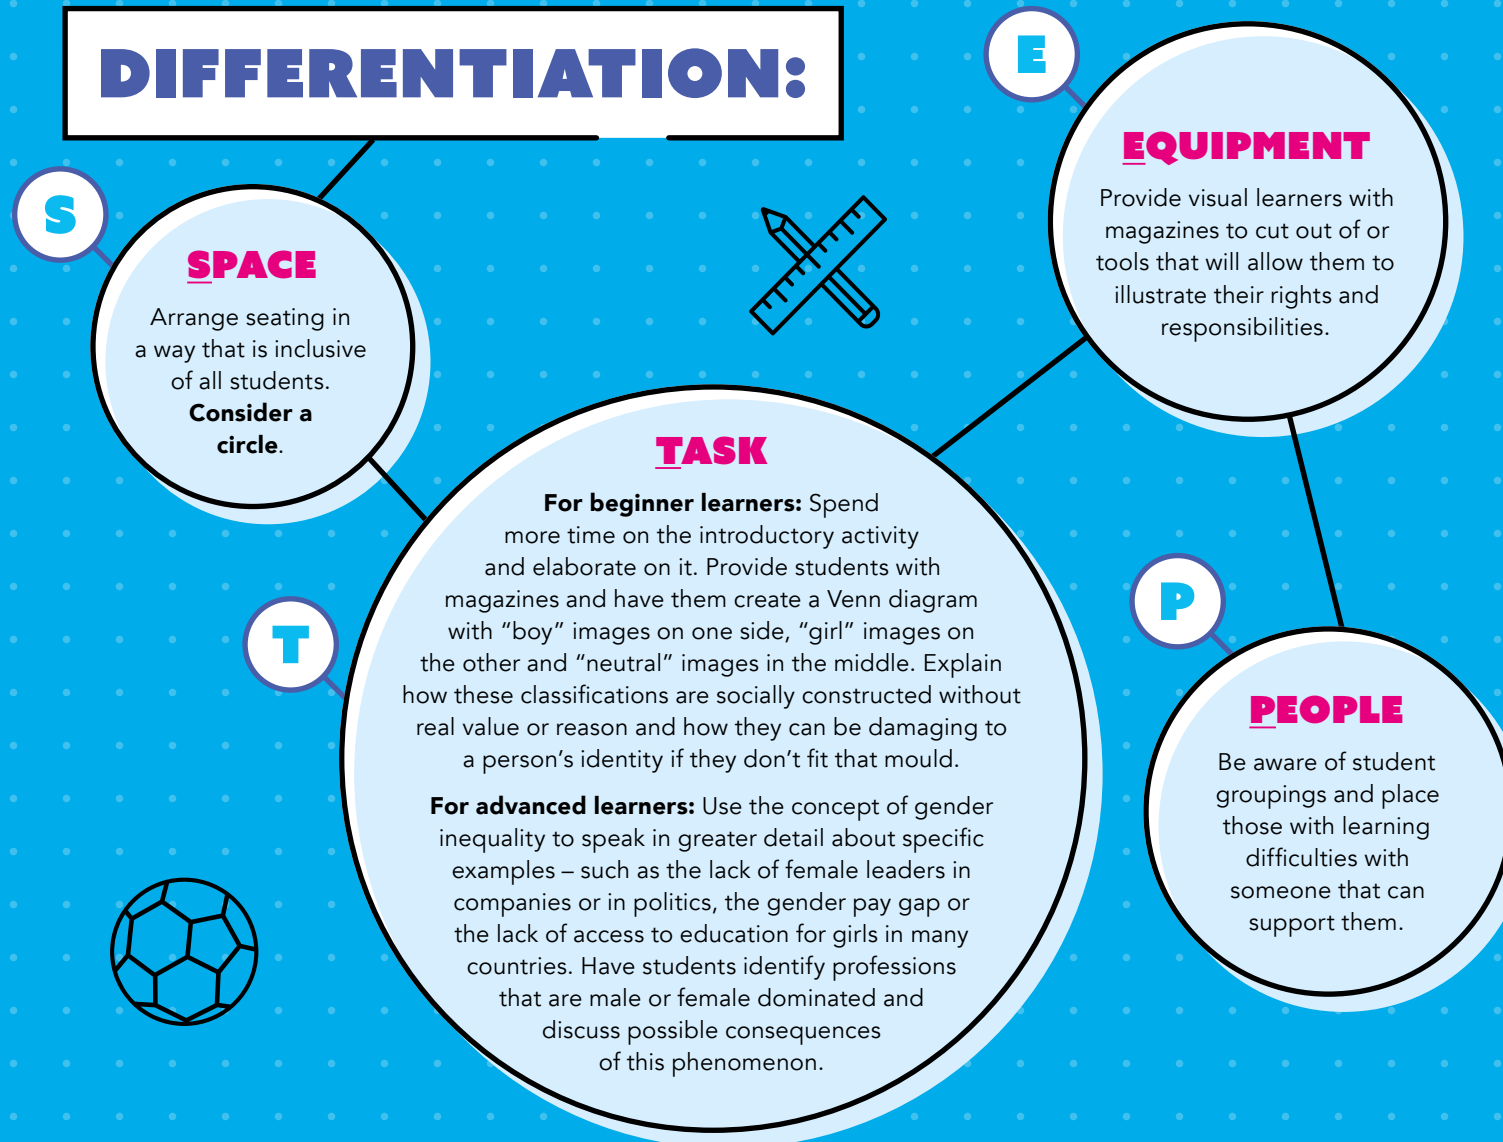 DIFFERENTIATION:
S
SPACE
Arrange seating in
a way that is inclusive
of all students.
Consider a
circle.
T
TASK
For beginner learners: Spend
more time on the introductory activity
and elaborate on it. Provide students with
magazines and have them create a Venn diagram
with “boy” images on one side, “girl” images on
the other and “neutral” images in the middle. Explain
how these classifications are socially constructed without
real value or reason and how they can be damaging to
a person’s identity if they don’t fit that mould.
For advanced learners: Use the concept of gender
inequality to speak in greater detail about specific
examples – such as the lack of female leaders in
companies or in politics, the gender pay gap or
the lack of access to education for girls in many
countries. Have students identify professions
that are male or female dominated and
discuss possible consequences
of this phenomenon.
E
EQUIPMENT
Provide visual learners with
magazines to cut out of or
tools that will allow them to
illustrate their rights and
responsibilities.
P
PEOPLE
Be aware of student
groupings and place
those with learning
difficulties with
someone that can
support them.